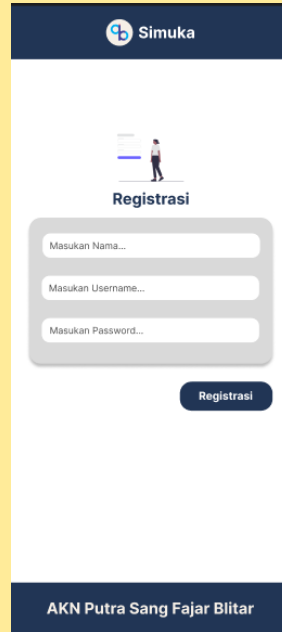 Simuka
Registrasi
Masukan Nama...
Masukan Username...
Masukan Password...
Registrasi
AKN Putra Sang Fajar Blitar